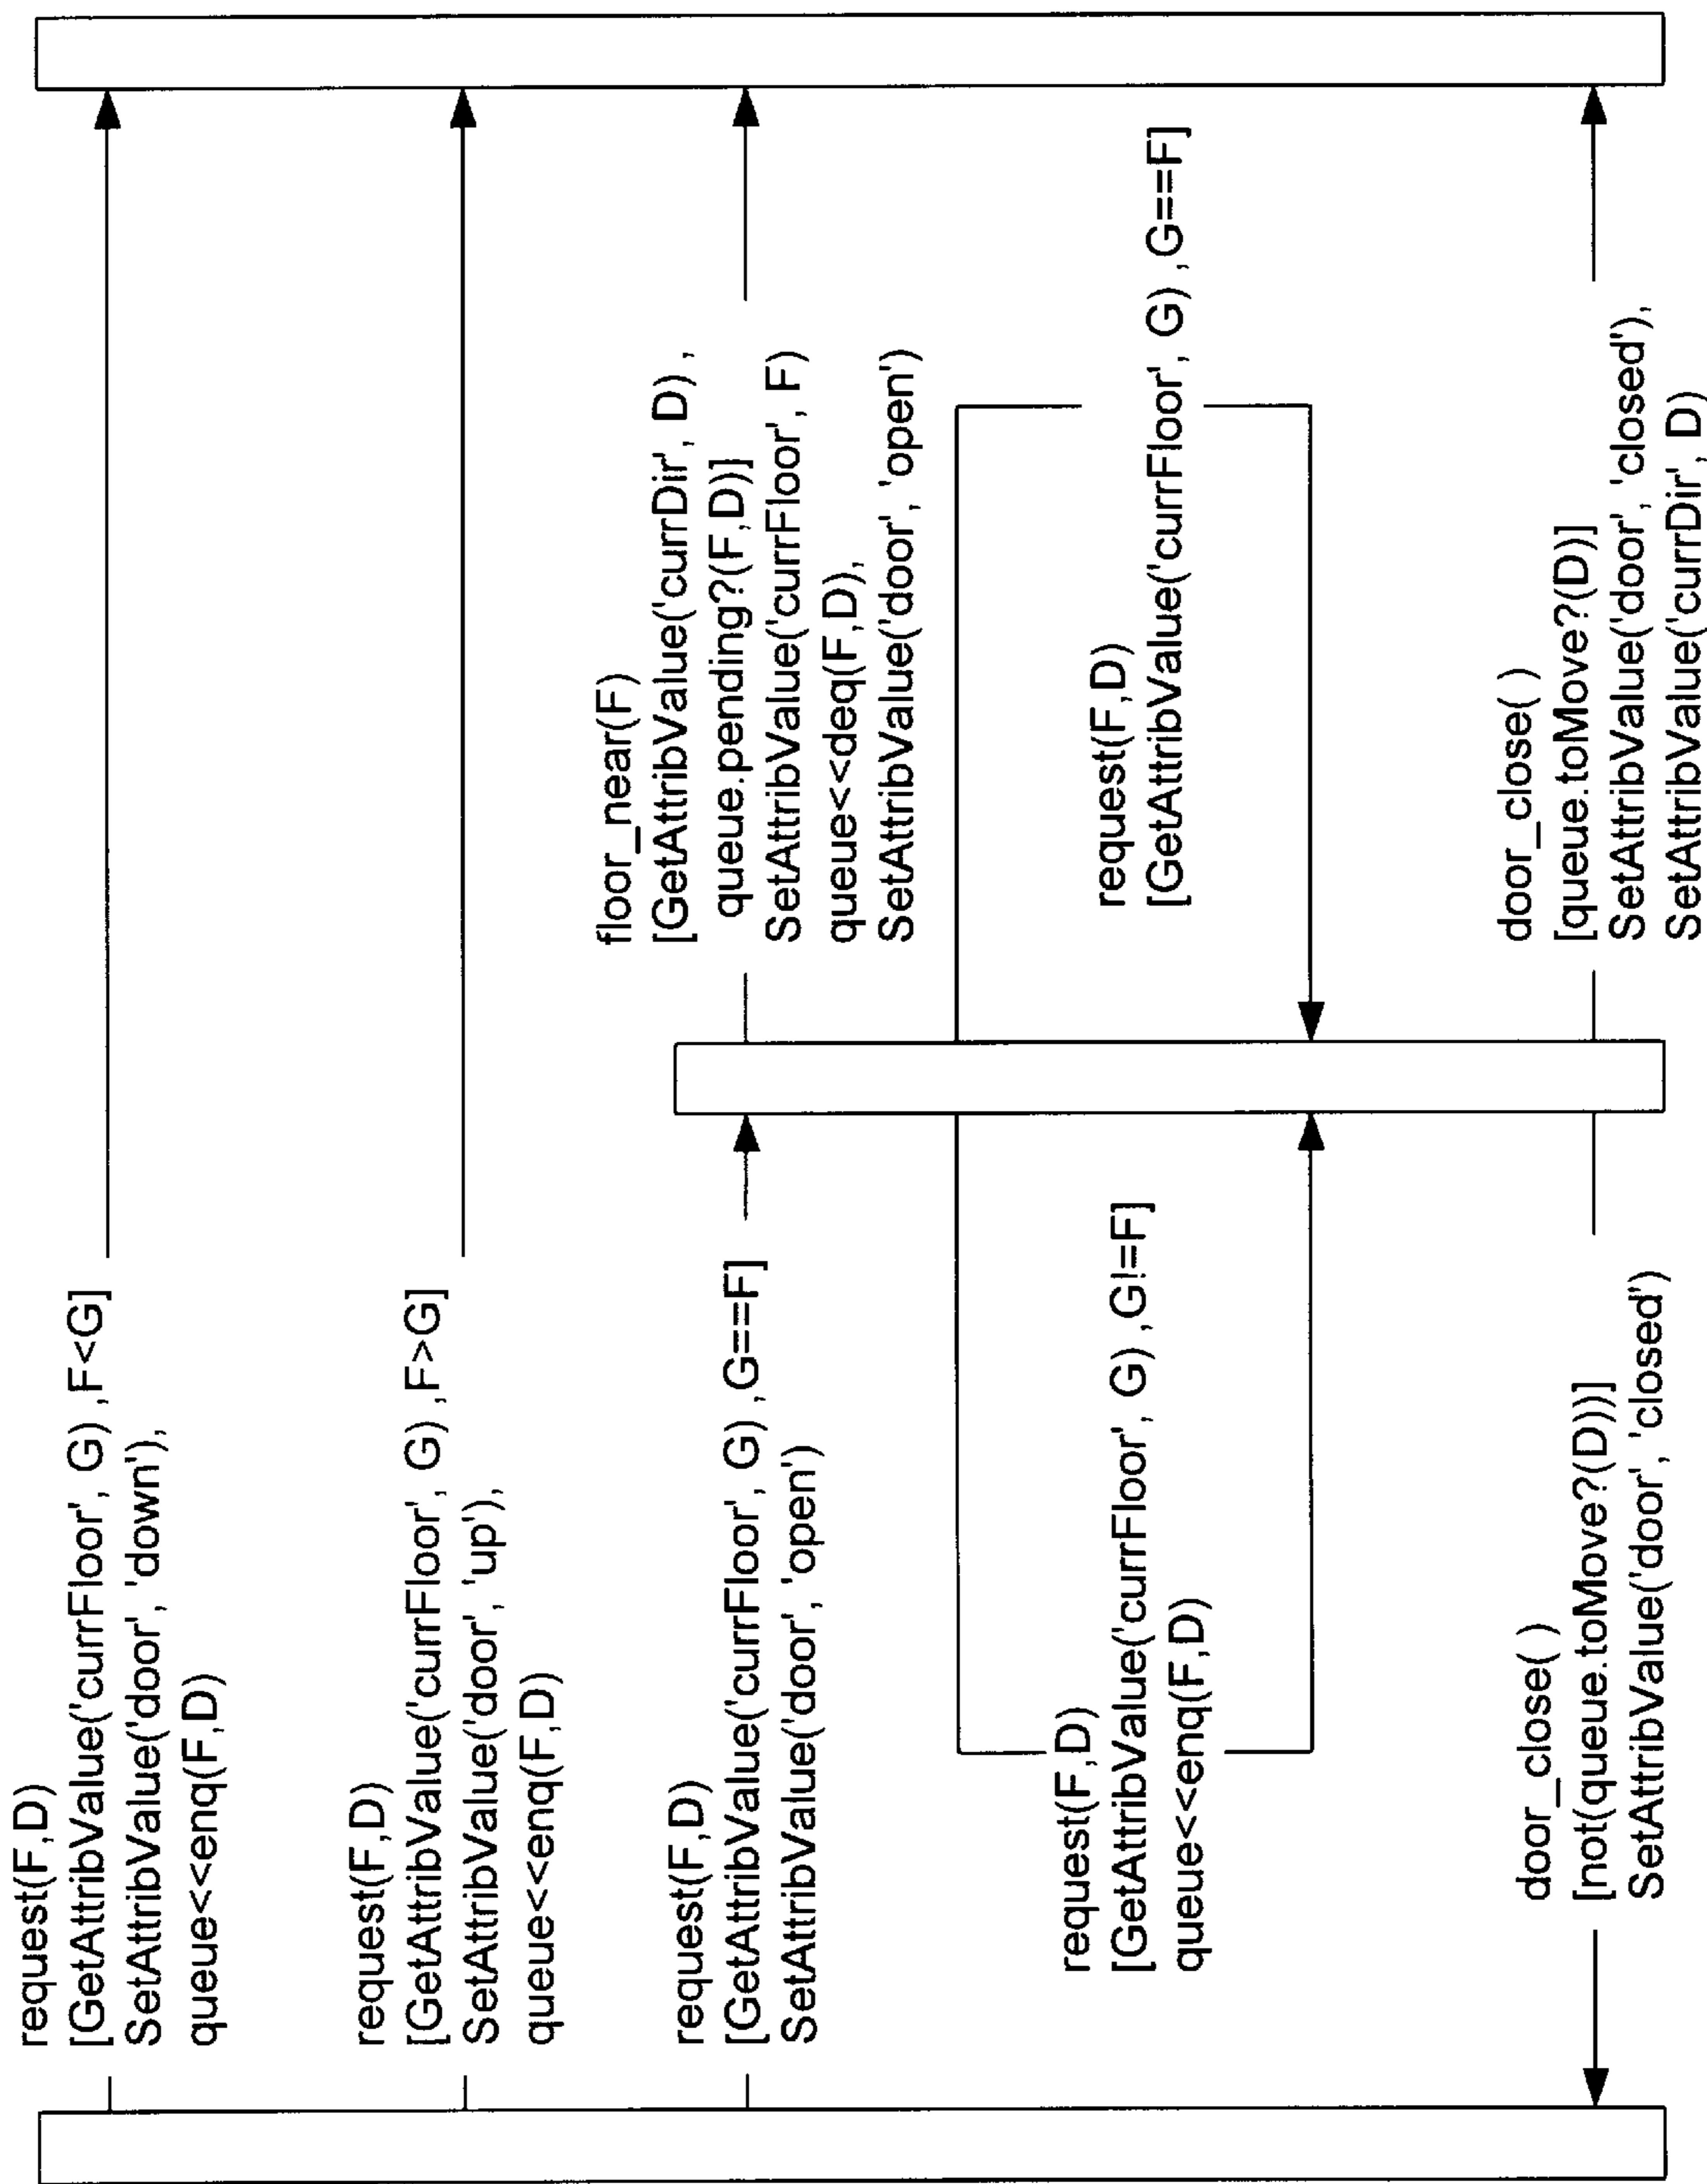 request(F,D)
[GetAttribValue('currFloor', G) ,F<G]
SetAttribValue('door', 'down'),
queue<<enq(F,D)
request(F,D)
[GetAttribValue('currFloor', G) ,F>G]
SetAttribValue('door', 'up'),
queue<<enq(F,D)
request(F,D)
[GetAttribValue('currFloor', G) ,G==F]
SetAttribValue('door', 'open')
floor_near(F)
[GetAttribValue('currDir', D) ,
queue.pending?(F,D)]
SetAttribValue('currFloor', F)
queue<<deq(F,D),
SetAttribValue('door', 'open')
request(F,D)
[GetAttribValue('currFloor', G) ,G!=F]
queue<<enq(F,D)
request(F,D)
[GetAttribValue('currFloor', G) ,G==F]
door_close( )
[not(queue.toMove?(D))]
SetAttribValue('door', 'closed')
door_close( )
[queue.toMove?(D)]
SetAttribValue('door', 'closed'),
SetAttribValue('currDir', D)